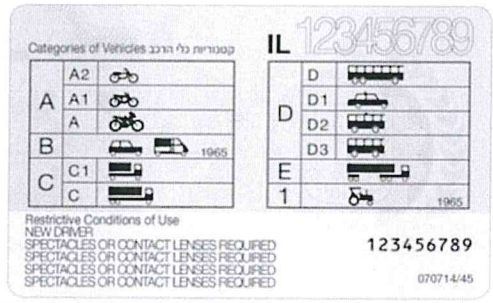 IL 123456789
Categories of Vehicles קטגוריות כלי הרכב
A
A2
A1
A
B 1965
C
C1
C
D
D
D1
D2
D3
E
1 1965
Restrictive Conditions of Use
NEW DRIVER
SPECTACLES OR CONTACT LENSES REQUIRED
SPECTACLES OR CONTACT LENSES REQUIRED
SPECTACLES OR CONTACT LENSES REQUIRED
SPECTACLES OR CONTACT LENSES REQUIRED
123456789
070714/45